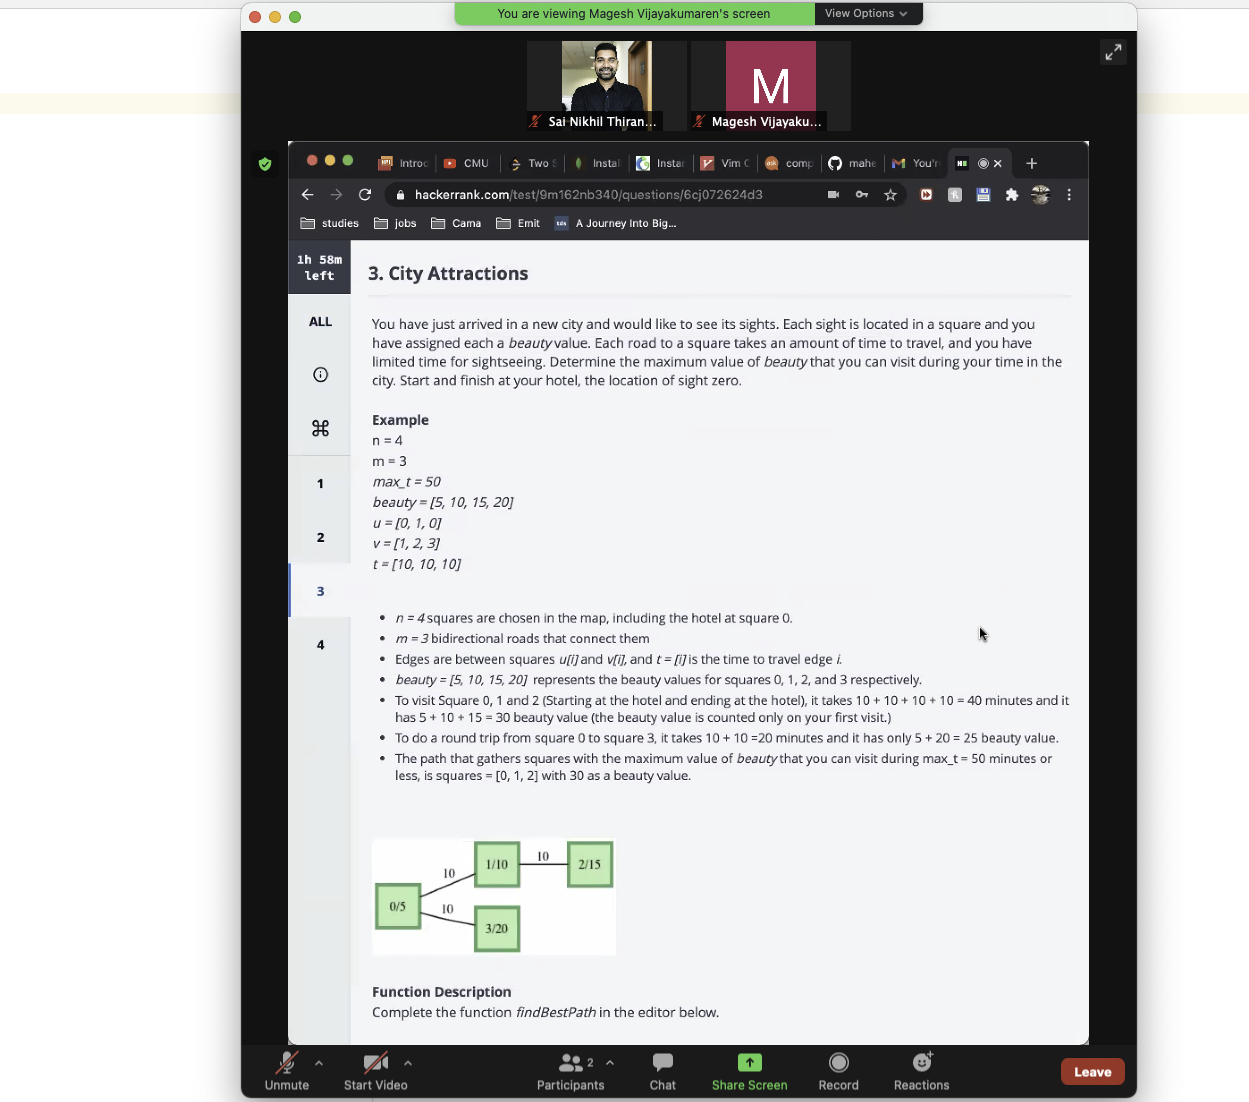 You are viewing Magesh Vijayakumaren's screen
View Options
M
Sai Nikhil Thiran...
Magesh Vijayaku...
Introc
CMU
Two S
Instal
Instar
Vim C
comp
mahe
You'r
hackerrank.com/test/9m162nb340/questions/6cj072624d3
studies
jobs
Cama
Emit
A Journey Into Big...
1h 58m
left
3. City Attractions
ALL
1
2
3
4
You have just arrived in a new city and would like to see its sights. Each sight is located in a square and you
have assigned each a beauty value. Each road to a square takes an amount of time to travel, and you have
limited time for sightseeing. Determine the maximum value of beauty that you can visit during your time in the
city. Start and finish at your hotel, the location of sight zero.
Example
n = 4
m = 3
max_t = 50
beauty = [5, 10, 15, 20]
u = [0, 1, 0]
v = [1, 2, 3]
t = [10, 10, 10]
• n = 4 squares are chosen in the map, including the hotel at square 0.
• m = 3 bidirectional roads that connect them
• Edges are between squares u[i] and v[i], and t = [i] is the time to travel edge i.
• beauty = [5, 10, 15, 20] represents the beauty values for squares 0, 1, 2, and 3 respectively.
• To visit Square 0, 1 and 2 (Starting at the hotel and ending at the hotel), it takes 10 + 10 + 10 + 10 = 40 minutes and it
has 5 + 10 + 15 = 30 beauty value (the beauty value is counted only on your first visit.)
• To do a round trip from square 0 to square 3, it takes 10 + 10 =20 minutes and it has only 5 + 20 = 25 beauty value.
• The path that gathers squares with the maximum value of beauty that you can visit during max_t = 50 minutes or
less, is squares = [0, 1, 2] with 30 as a beauty value.
0/5
10
1/10
10
2/15
10
3/20
Function Description
Complete the function findBestPath in the editor below.
Unmute
Start Video
2
Participants
Chat
Share Screen
Record
Reactions
Leave